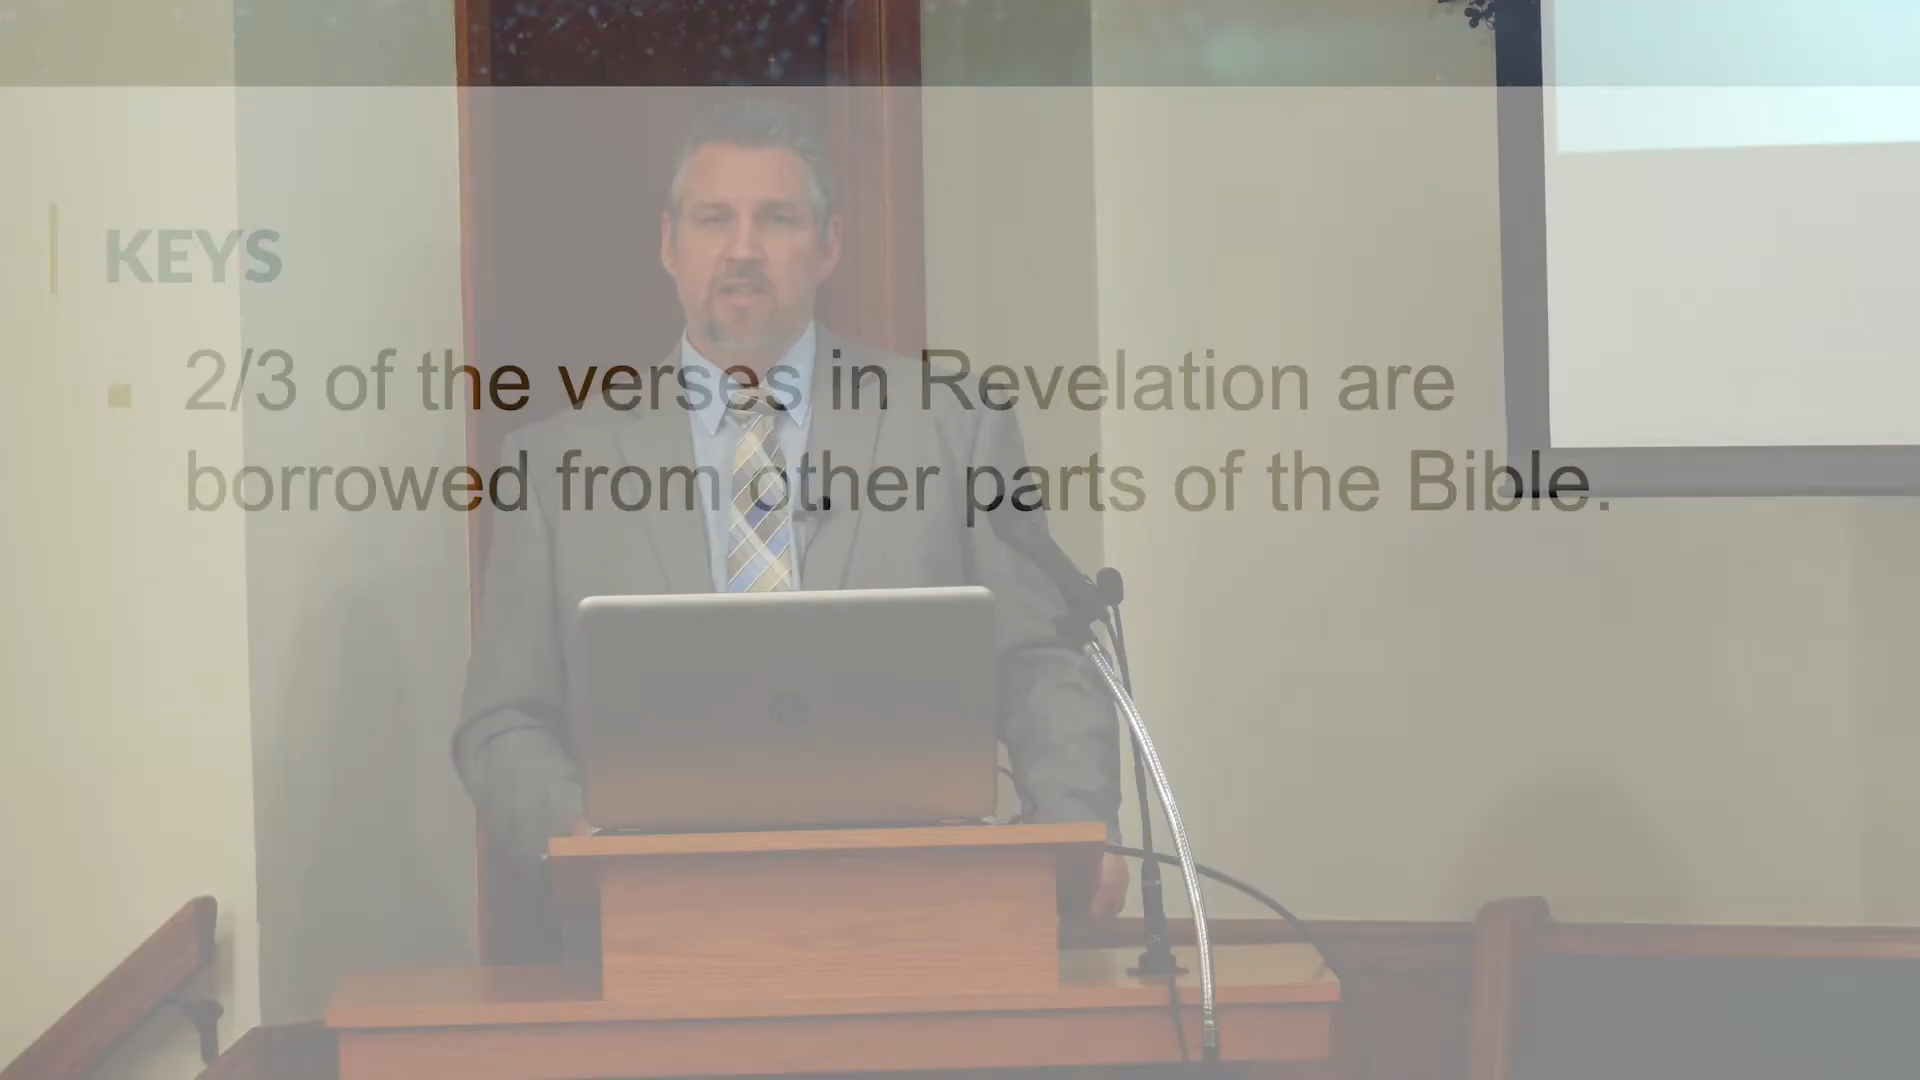 KEYS
2/3 of the verses in Revelation are
borrowed from other parts of the Bible.